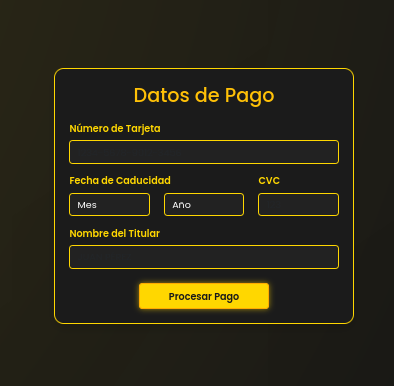 Datos de Pago
Número de Tarjeta
Fecha de Caducidad CVC
Mes Año
Nombre del Titular
Procesar Pago